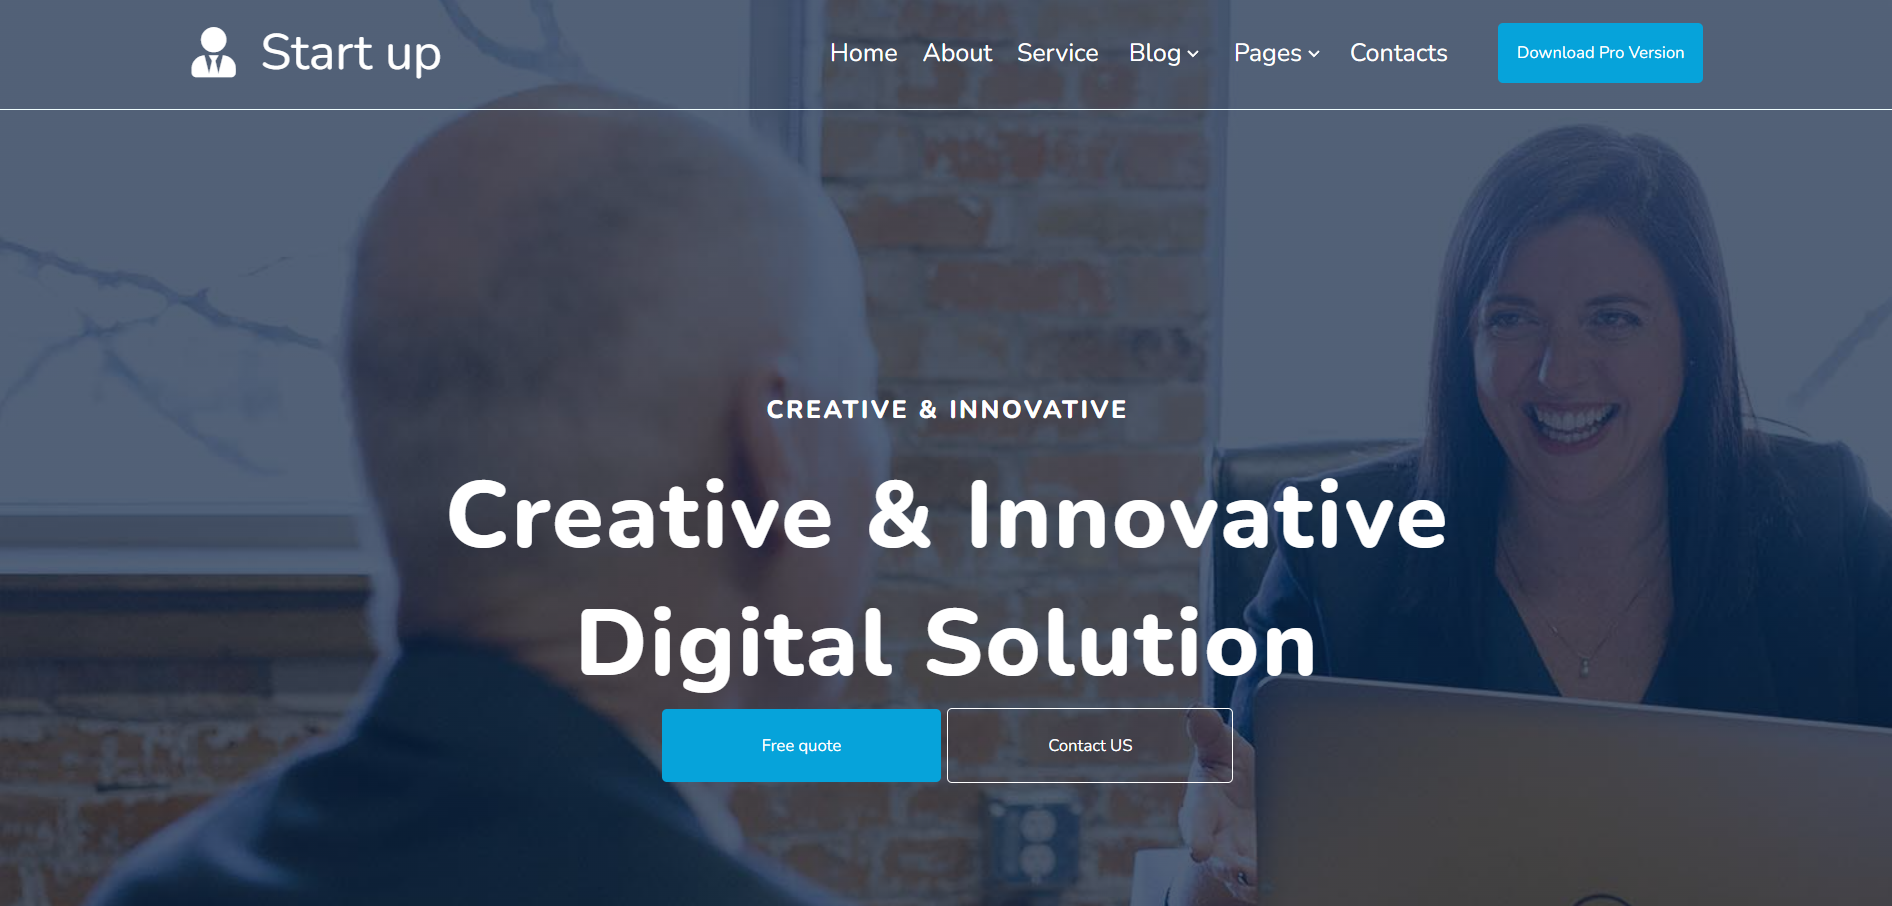 Start up
Home About Service Blog Pages Contacts Download Pro Version
CREATIVE & INNOVATIVE
Creative & Innovative
Digital Solution
Free quote Contact US